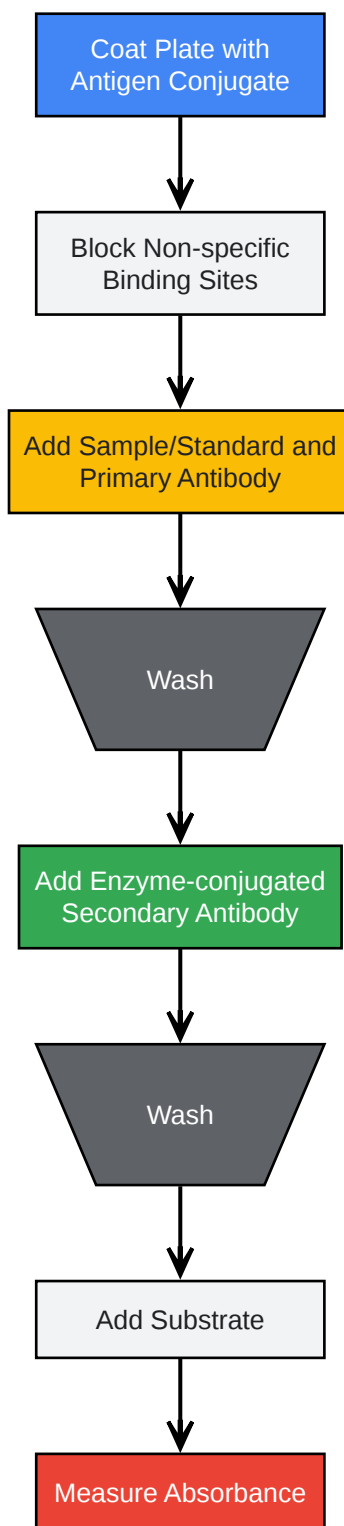 Coat Plate with
Antigen Conjugate
Block Non-specific
Binding Sites
Add Sample/Standard and
Primary Antibody
Wash
Add Enzyme-conjugated
Secondary Antibody
Wash
Add Substrate
Measure Absorbance